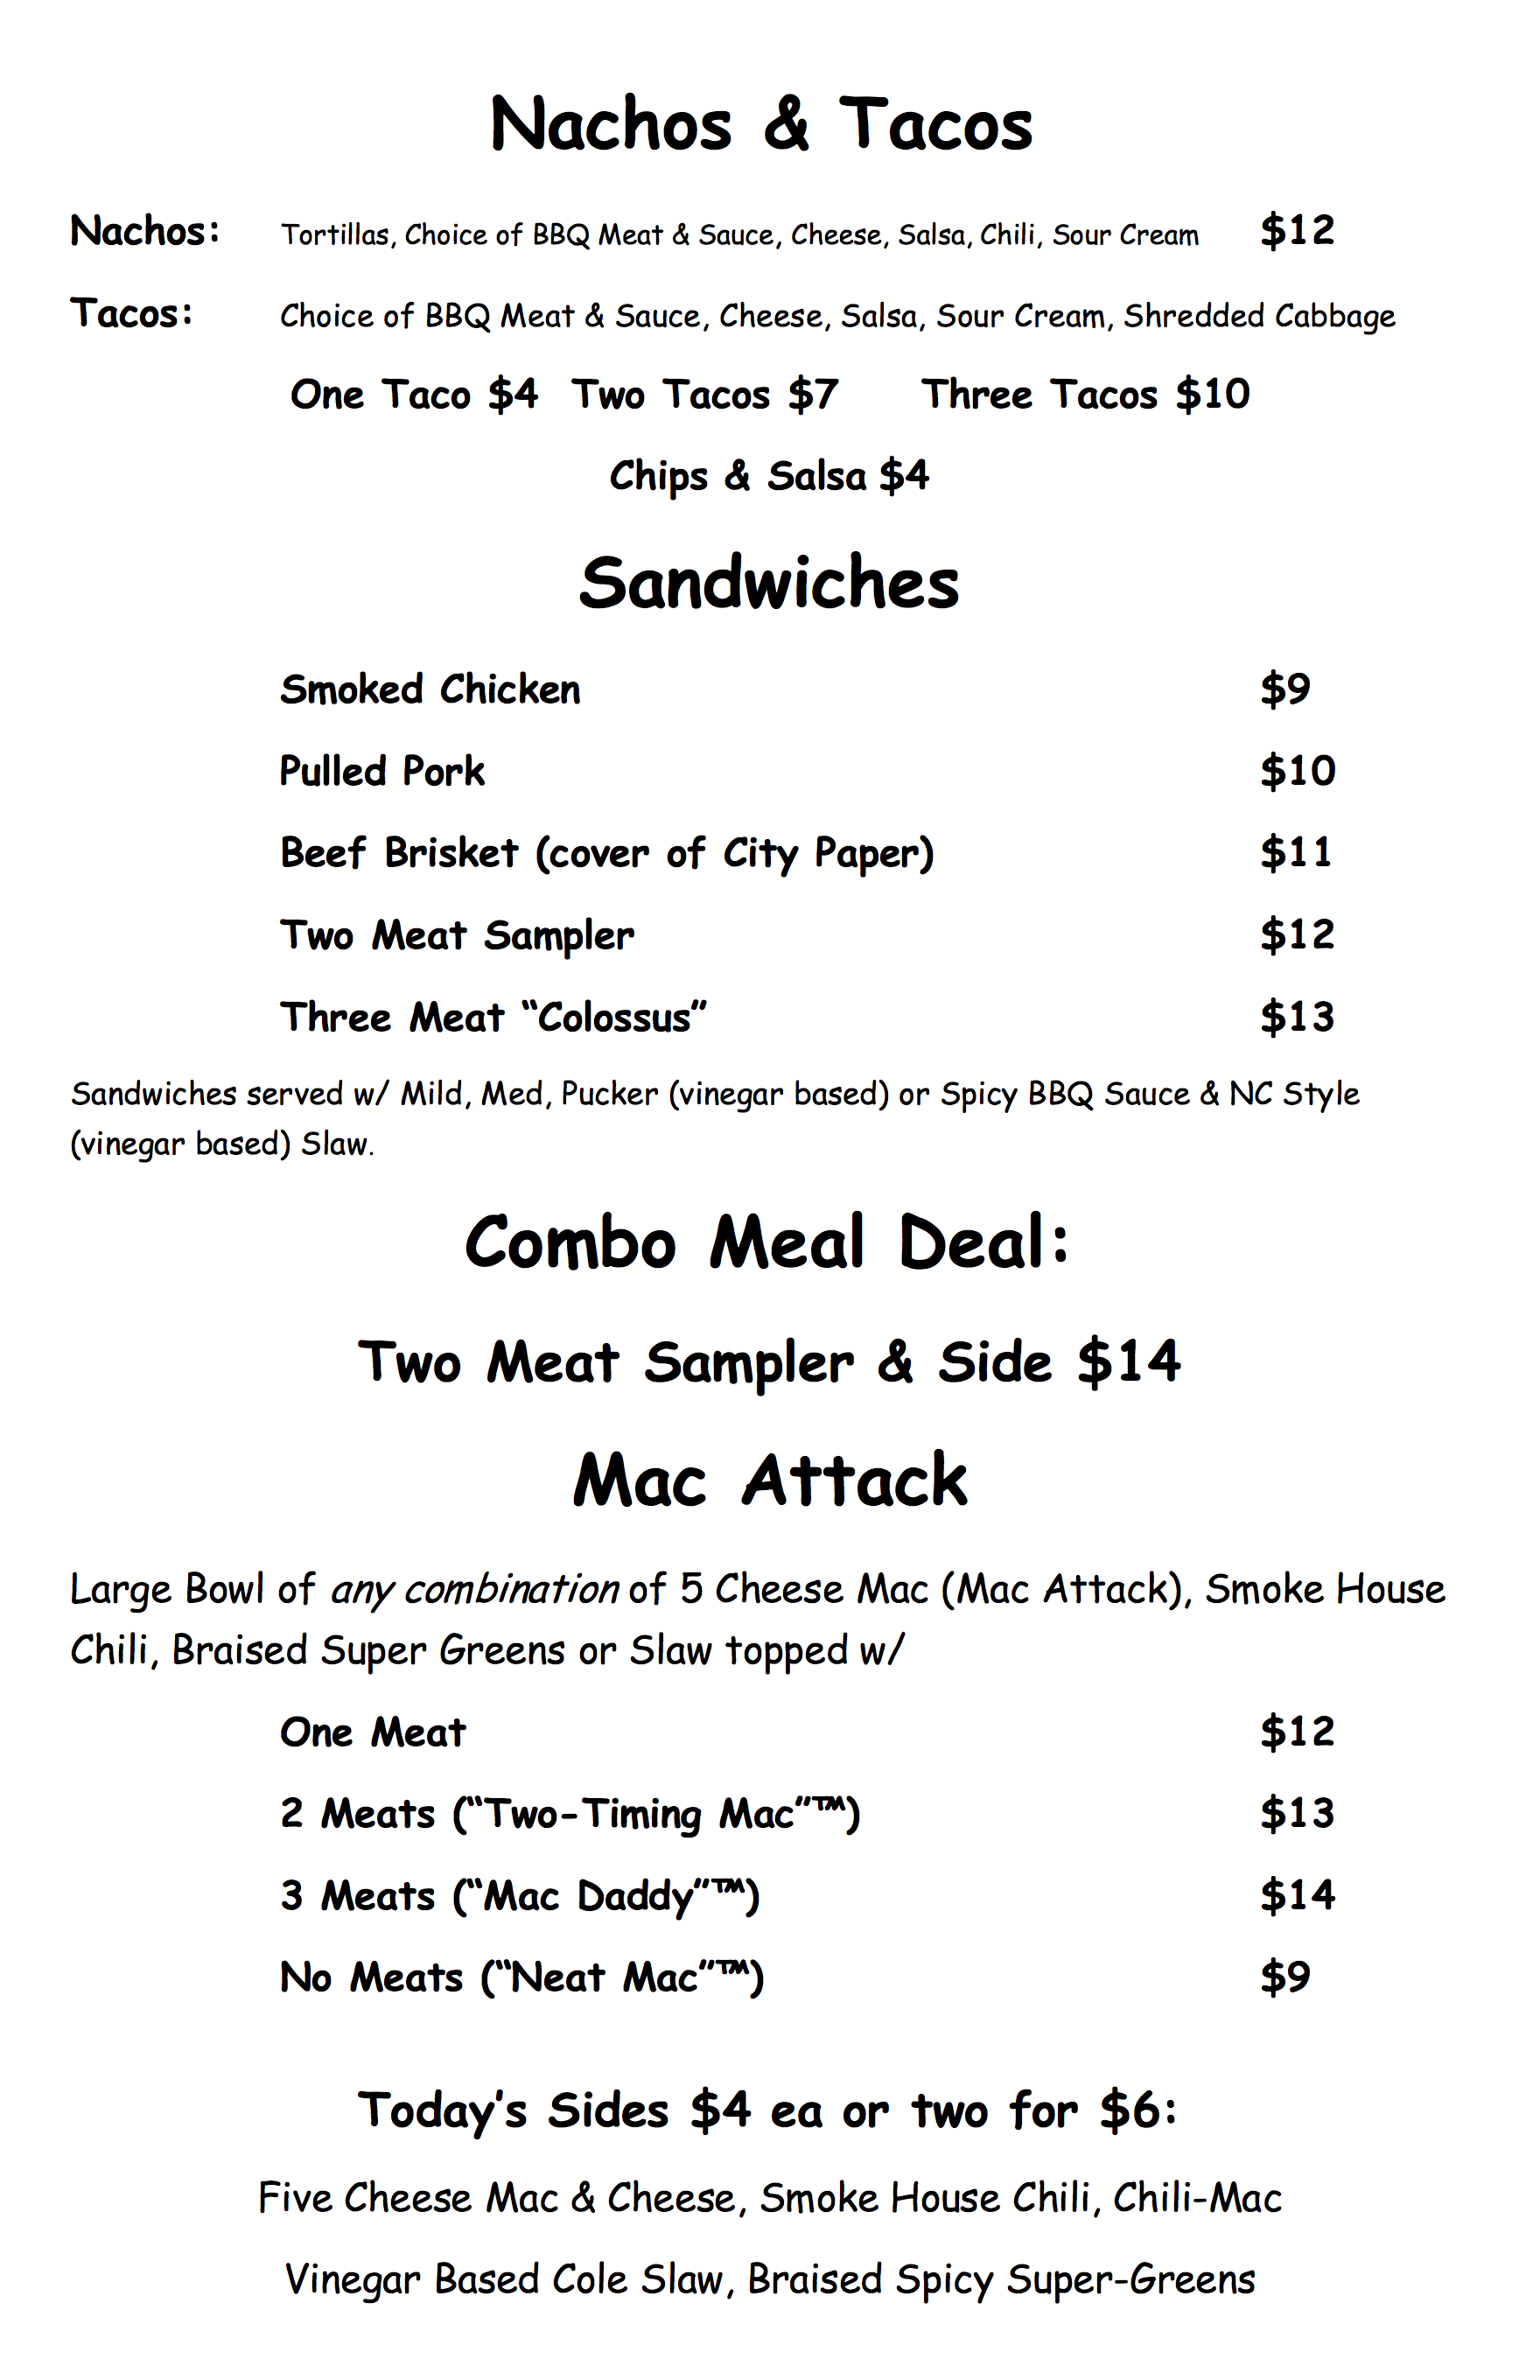 Nachos & Tacos
Nachos: Tortillas, Choice of BBQ Meat & Sauce, Cheese, Salsa, Chili, Sour Cream $12
Tacos: Choice of BBQ Meat & Sauce, Cheese, Salsa, Sour Cream, Shredded Cabbage
One Taco $4 Two Tacos $7 Three Tacos $10
Chips & Salsa $4
Sandwiches
Smoked Chicken $9
Pulled Pork $10
Beef Brisket (cover of City Paper) $11
Two Meat Sampler $12
Three Meat “Colossus” $13
Sandwiches served w/ Mild, Med, Pucker (vinegar based) or Spicy BBQ Sauce & NC Style
(vinegar based) Slaw.
Combo Meal Deal:
Two Meat Sampler & Side $14
Mac Attack
Large Bowl of any combination of 5 Cheese Mac (Mac Attack), Smoke House
Chili, Braised Super Greens or Slaw topped w/
One Meat $12
2 Meats (“Two-Timing Mac”™) $13
3 Meats (“Mac Daddy”™) $14
No Meats (“Neat Mac”™) $9
Today’s Sides $4 ea or two for $6:
Five Cheese Mac & Cheese, Smoke House Chili, Chili-Mac
Vinegar Based Cole Slaw, Braised Spicy Super-Greens